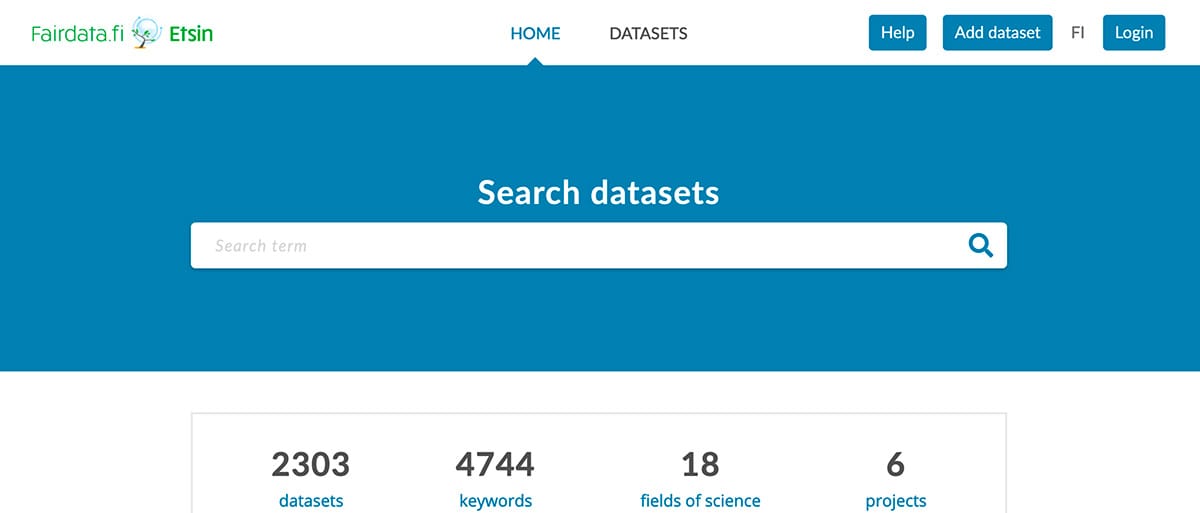 Fairdata.fi Etsin
HOME
DATASETS
Help
Add dataset
FI
Login
Search datasets
Search term
2303
datasets
4744
keywords
18
fields of science
6
projects